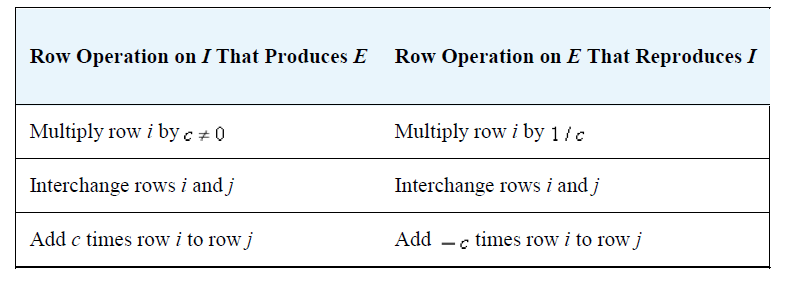 Row Operation on I That Produces E Row Operation on E That Reproduces I
Multiply row i by c ≠ 0 Multiply row i by 1/c
Interchange rows i and j Interchange rows i and j
Add c times row i to row j Add −c times row i to row j